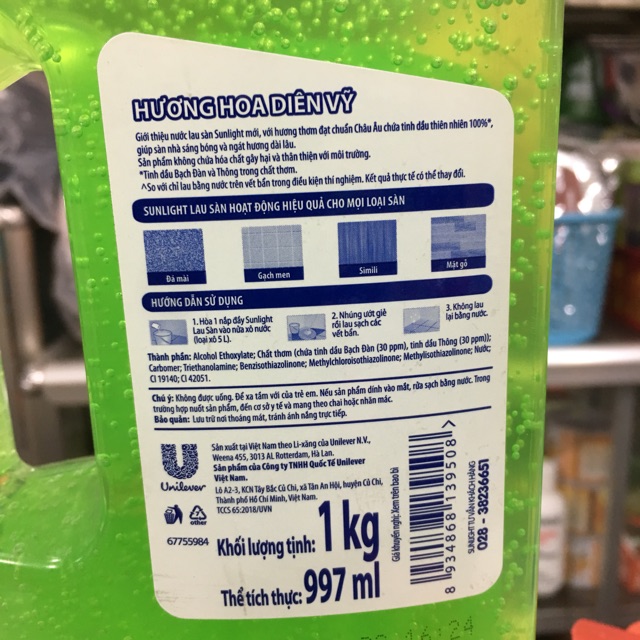 HƯƠNG HOA DIÊN VỸ
Giới thiệu nước lau sàn Sunlight mới, với hương thơm đạt chuẩn Châu Âu chứa tinh dầu thiên nhiên 100%*,
giúp sàn nhà sáng bóng và ngát hương dài lâu.
Sản phẩm không chứa hóa chất gây hại và thân thiện với môi trường.
*Tinh dầu Bạch Đàn và Thông trong chất thơm.
^So với chỉ lau bằng nước trên vết bẩn trong điều kiện thí nghiệm. Kết quả thực tế có thể thay đổi.
SUNLIGHT LAU SÀN HOẠT ĐỘNG HIỆU QUẢ CHO MỌI LOẠI SÀN
Đá mài
Gạch men
Simili
Mặt gỗ
HƯỚNG DẪN SỬ DỤNG
1. Hòa 1 nắp đầy Sunlight
Lau Sàn vào nửa xô nước
(loại xô 5 L).
2. Nhúng ướt giẻ
rồi lau sạch các
vết bẩn.
3. Không lau
lại bằng nước.
Thành phần: Alcohol Ethoxylate; Chất thơm (chứa tinh dầu Bạch Đàn (30 ppm), tinh dầu Thông (30 ppm));
Carbomer; Triethanolamine; Benzisothiazolinone; Methylchloroisothiazolinone; Methylisothiazolinone; Nước;
CI 19140; CI 42051.
Chú ý: Không được uống. Để xa tầm với của trẻ em. Nếu sản phẩm dính vào mắt, rửa sạch bằng nước. Trong
trường hợp nuốt sản phẩm, đến cơ sở y tế và mang theo chai hoặc nhãn mác.
Bảo quản: Lưu trữ nơi thoáng mát, tránh ánh nắng trực tiếp.
Unilever
Sản xuất tại Việt Nam theo Li-xăng của Unilever N.V.,
Weena 455, 3013 AL Rotterdam, Hà Lan.
Sản phẩm của Công ty TNHH Quốc Tế Unilever
Việt Nam.
Lô A2-3, KCN Tây Bắc Củ Chi, xã Tân An Hội, huyện Củ Chi,
Thành phố Hồ Chí Minh, Việt Nam.
TCCS 65:2018/UVN
other
67755984
Khối lượng tịnh: 1 kg
Thể tích thực: 997 ml
Giá khuyến nghị: Xem trên bao bì
8 934868 139508 >
SUNLIGHT TƯ VẤN KHÁCH HÀNG
028 - 38236651
16:24